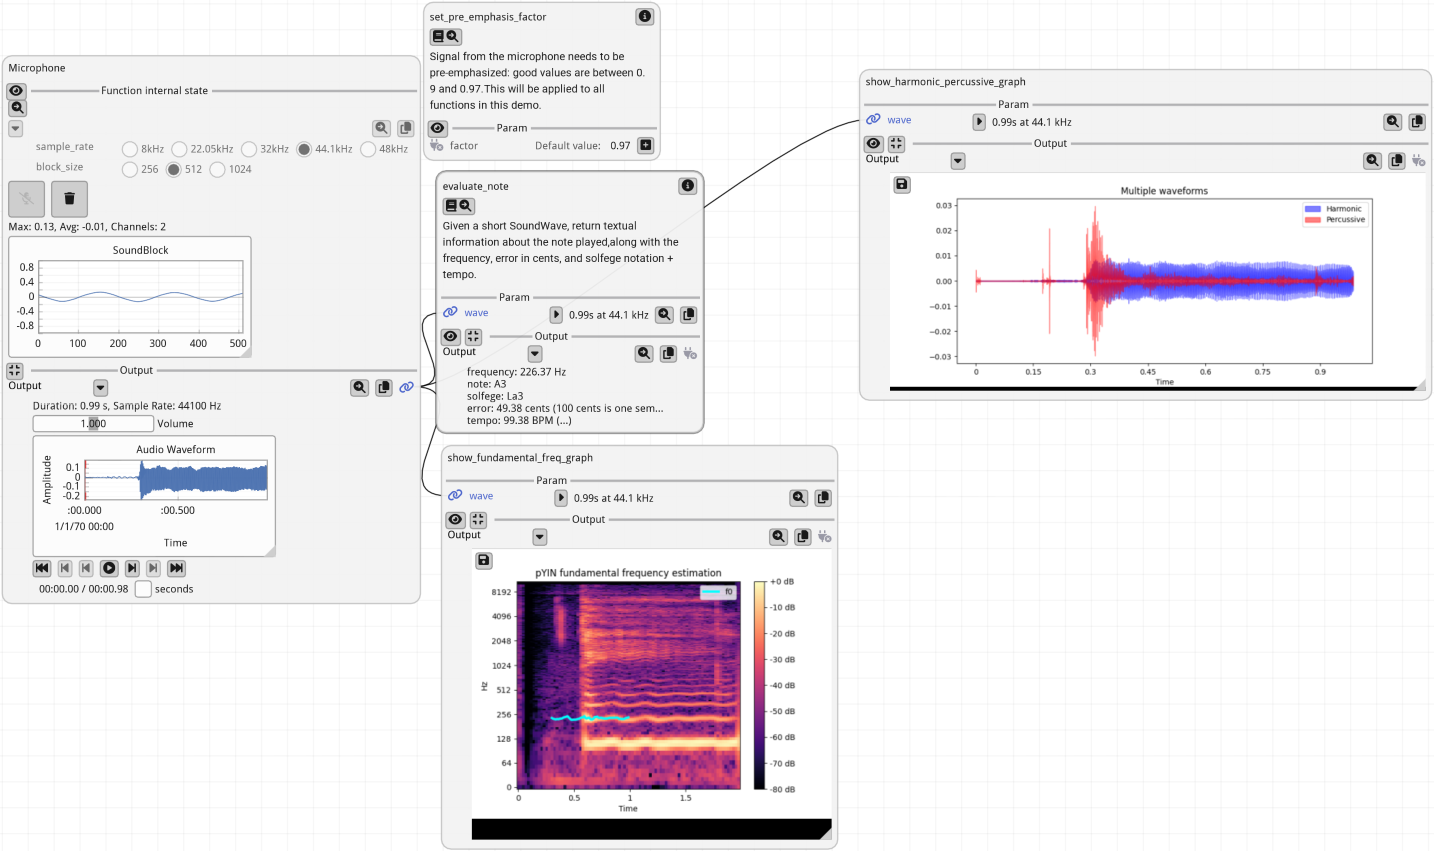 Microphone
Function internal state
sample_rate 8kHz 22.05kHz 32kHz 44.1kHz 48kHz
block_size 256 512 1024
Max: 0.13, Avg: -0.01, Channels: 2
SoundBlock
0.8
0.4
0
-0.4
-0.8
0 100 200 300 400 500
Output
Output
Duration: 0.99 s, Sample Rate: 44100 Hz
1.000 Volume
Audio Waveform
Amplitude
0.1
0
-0.1
-0.2
:00.000 :00.500
1/1/70 00:00
Time
00:00.00 / 00:00.98 seconds
set_pre_emphasis_factor
Signal from the microphone needs to be
pre-emphasized: good values are between 0.
9 and 0.97.This will be applied to all
functions in this demo.
Param
factor Default value: 0.97
evaluate_note
Given a short SoundWave, return textual
information about the note played,along with the
frequency, error in cents, and solfege notation +
tempo.
Param
wave 0.99s at 44.1 kHz
Output
Output
frequency: 226.37 Hz
note: A3
solfege: La3
error: 49.38 cents (100 cents is one sem...
tempo: 99.38 BPM (...)
show_fundamental_freq_graph
Param
wave 0.99s at 44.1 kHz
Output
Output
pYIN fundamental frequency estimation
f0
Hz
8192
4096
2048
1024
512
256
128
64
0
0 0.5 1 1.5
Time
+0 dB
-10 dB
-20 dB
-30 dB
-40 dB
-50 dB
-60 dB
-70 dB
-80 dB
show_harmonic_percussive_graph
Param
wave 0.99s at 44.1 kHz
Output
Output
Multiple waveforms
Harmonic
Percussive
0.03
0.02
0.01
0.00
−0.01
−0.02
−0.03
0 0.15 0.3 0.45 0.6 0.75 0.9
Time